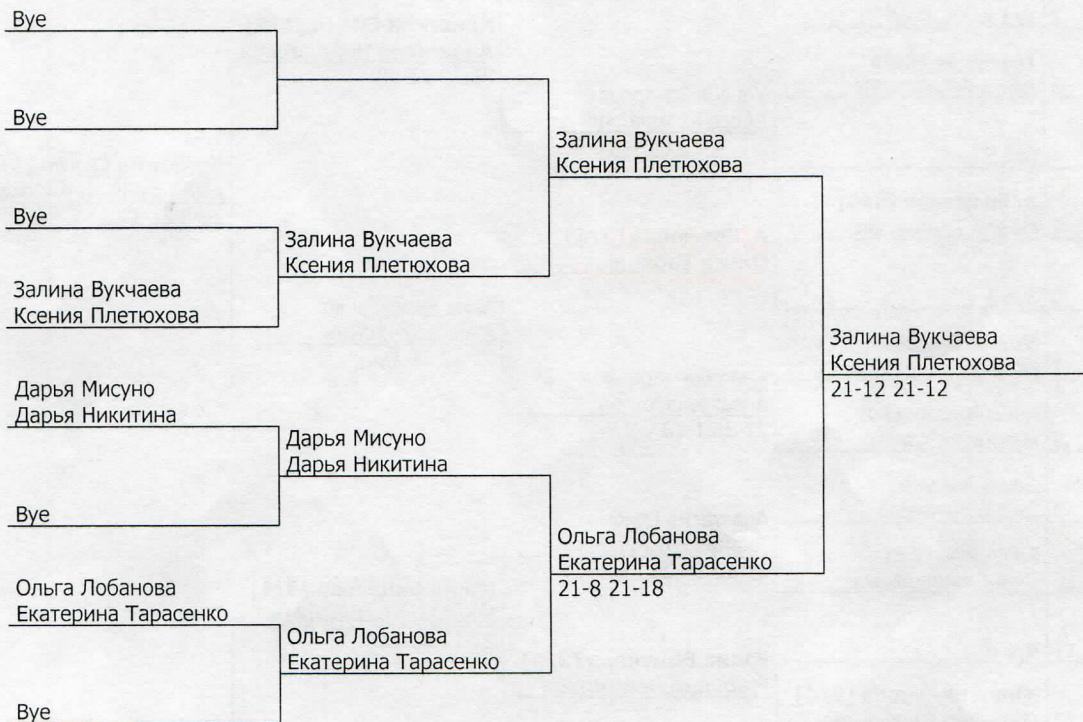 Bye
Bye
Залина Вукчаева
Ксения Плетюхова
Bye
Залина Вукчаева
Ксения Плетюхова
Залина Вукчаева
Ксения Плетюхова
Залина Вукчаева
Ксения Плетюхова
21-12 21-12
Дарья Мисуно
Дарья Никитина
Дарья Мисуно
Дарья Никитина
Bye
Ольга Лобанова
Екатерина Тарасенко
21-8 21-18
Ольга Лобанова
Екатерина Тарасенко
Ольга Лобанова
Екатерина Тарасенко
Bye